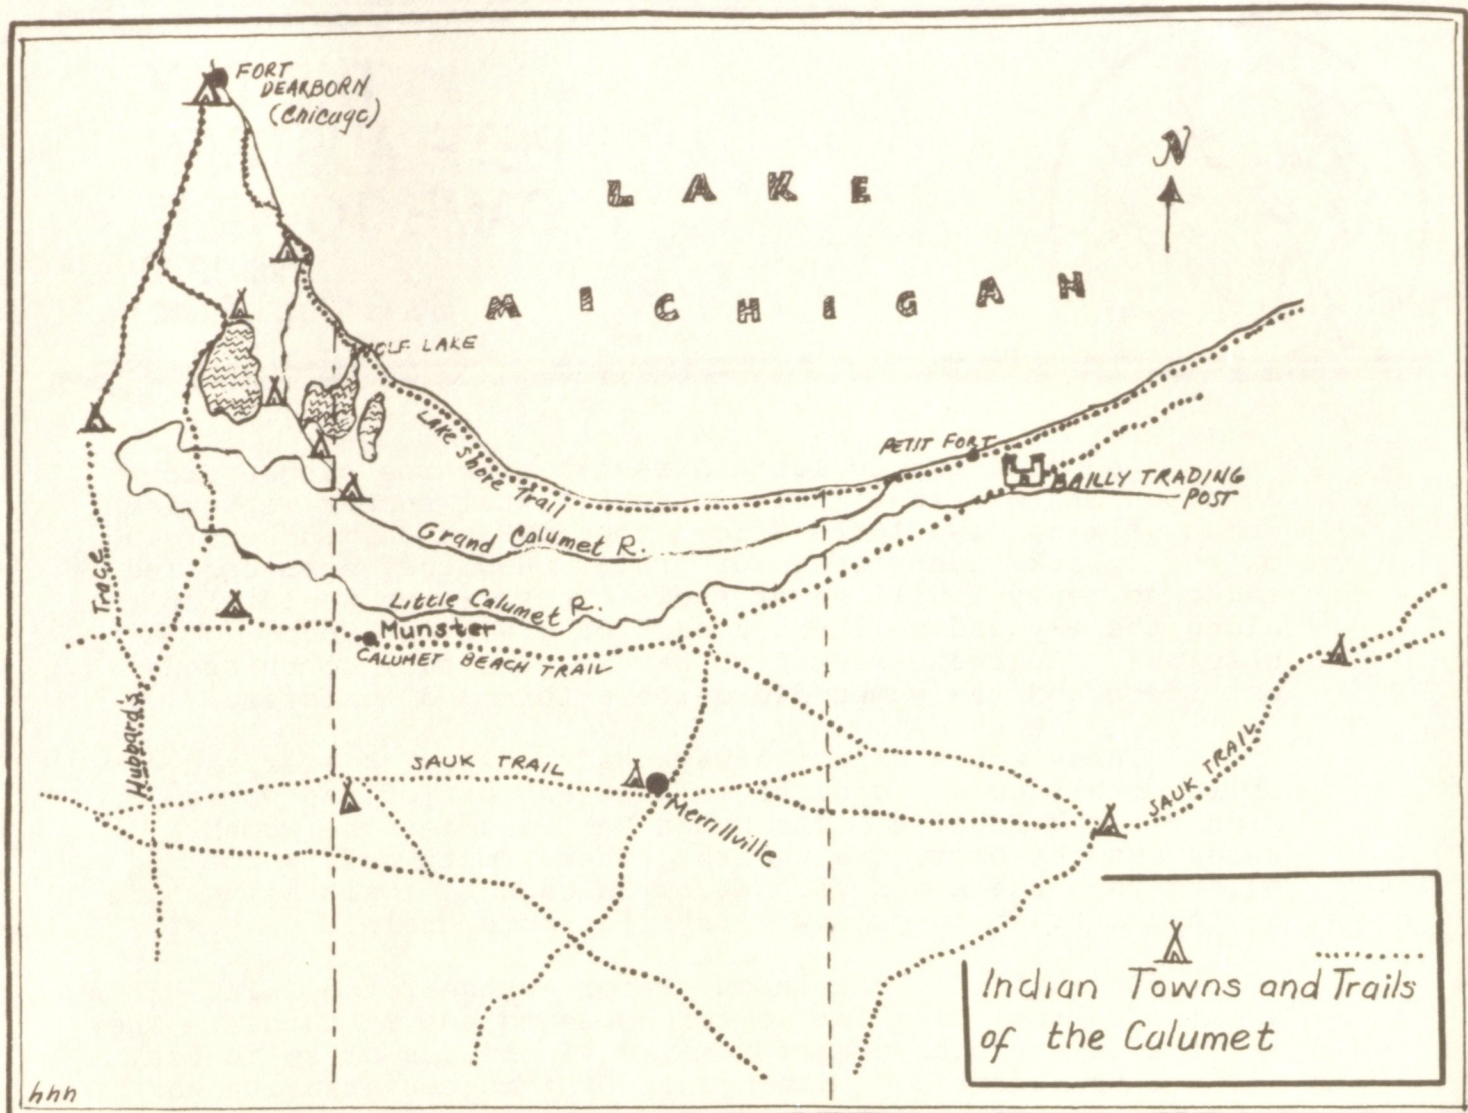 FORT
DEARBORN
(Chicago)
N
LAKE
MICHIGAN
WOLF LAKE
Lake Shore Trail
PETIT FORT
BAILLY TRADING
POST
Grand Calumet R.
Little Calumet R.
Munster
CALUMET BEACH TRAIL
Hubbard's Trace
SAUK TRAIL
Merrillville
SAUK TRAIL
Indian Towns and Trails
of the Calumet
hnn